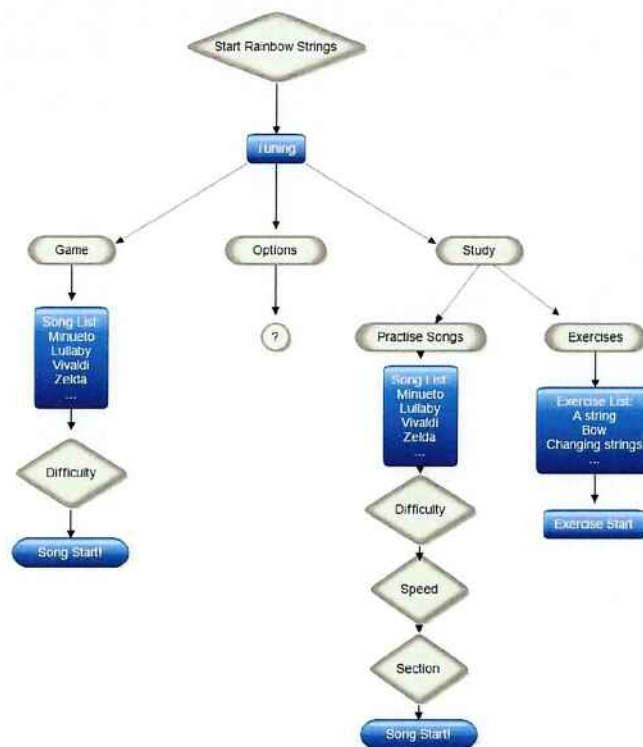 Start Rainbow Strings
Tuning
Game
Options
Study
Song List:
Minueto
Lullaby
Vivaldi
Zelda
...
?
Practise Songs
Exercises
Song List:
Minueto
Lullaby
Vivaldi
Zelda
...
Exercise List:
A string
Bow
Changing strings
...
Difficulty
Difficulty
Exercise Start
Song Start!
Speed
Section
Song Start!